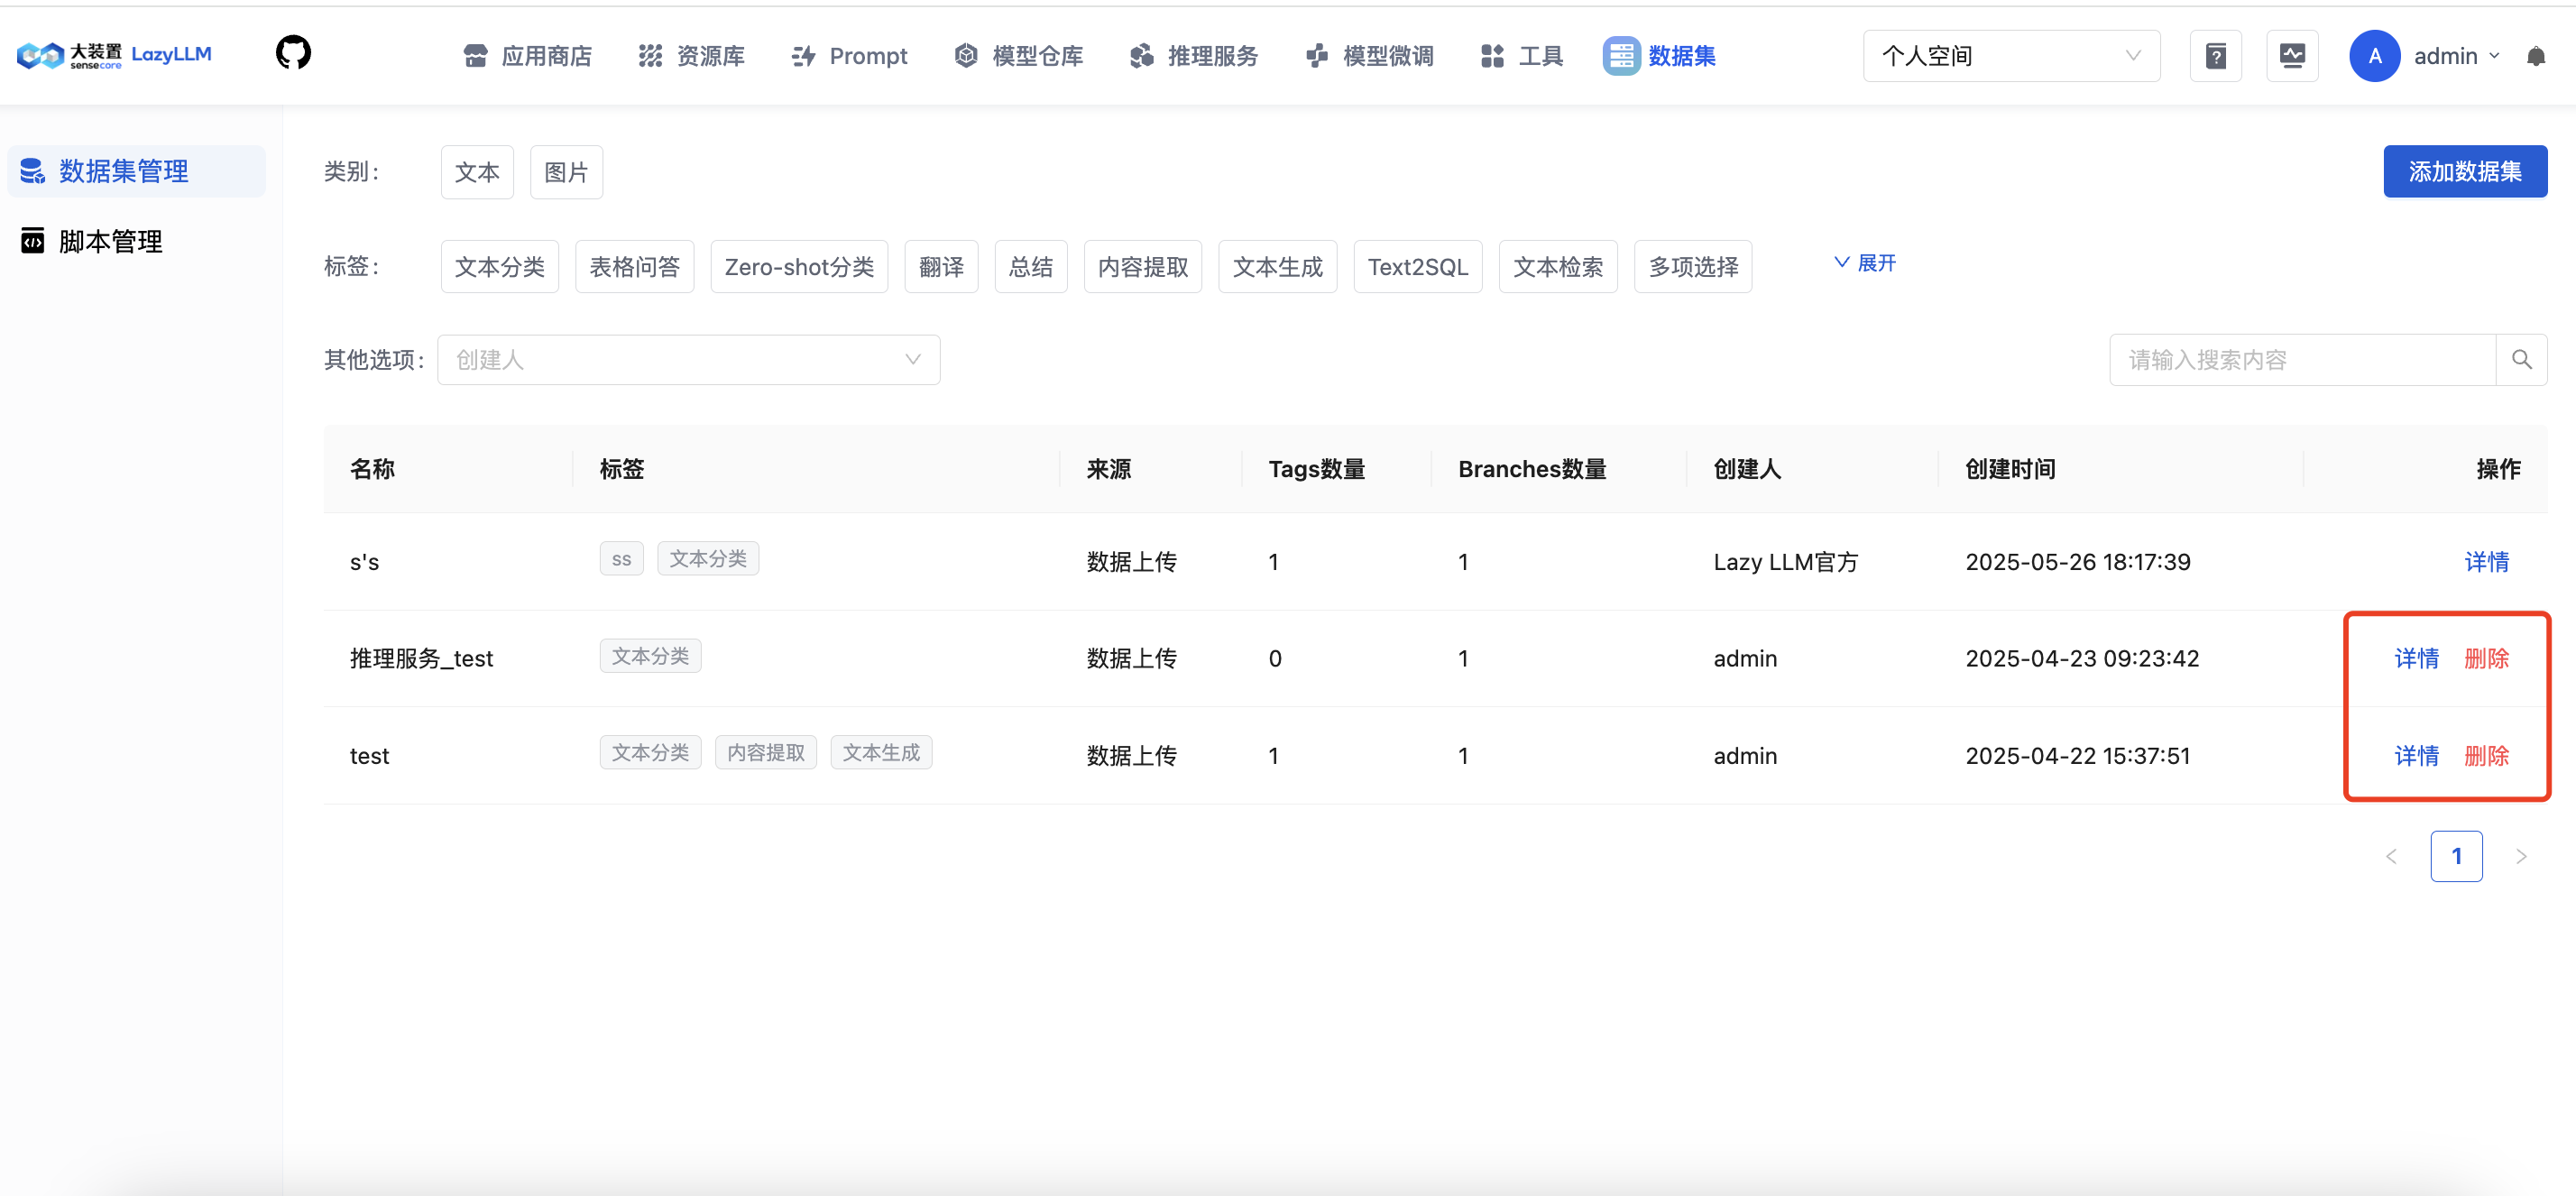 大装置 sensecore LazyLLM 应用商店 资源库 Prompt 模型仓库 推理服务 模型微调 工具 数据集 个人空间 A admin
数据集管理
脚本管理
类别： 文本 图片 添加数据集
标签： 文本分类 表格问答 Zero-shot分类 翻译 总结 内容提取 文本生成 Text2SQL 文本检索 多项选择 展开
其他选项： 创建人 请输入搜索内容
名称 标签 来源 Tags数量 Branches数量 创建人 创建时间 操作
s's ss 文本分类 数据上传 1 1 Lazy LLM官方 2025-05-26 18:17:39 详情
推理服务_test 文本分类 数据上传 0 1 admin 2025-04-23 09:23:42 详情 删除
test 文本分类 内容提取 文本生成 数据上传 1 1 admin 2025-04-22 15:37:51 详情 删除
1